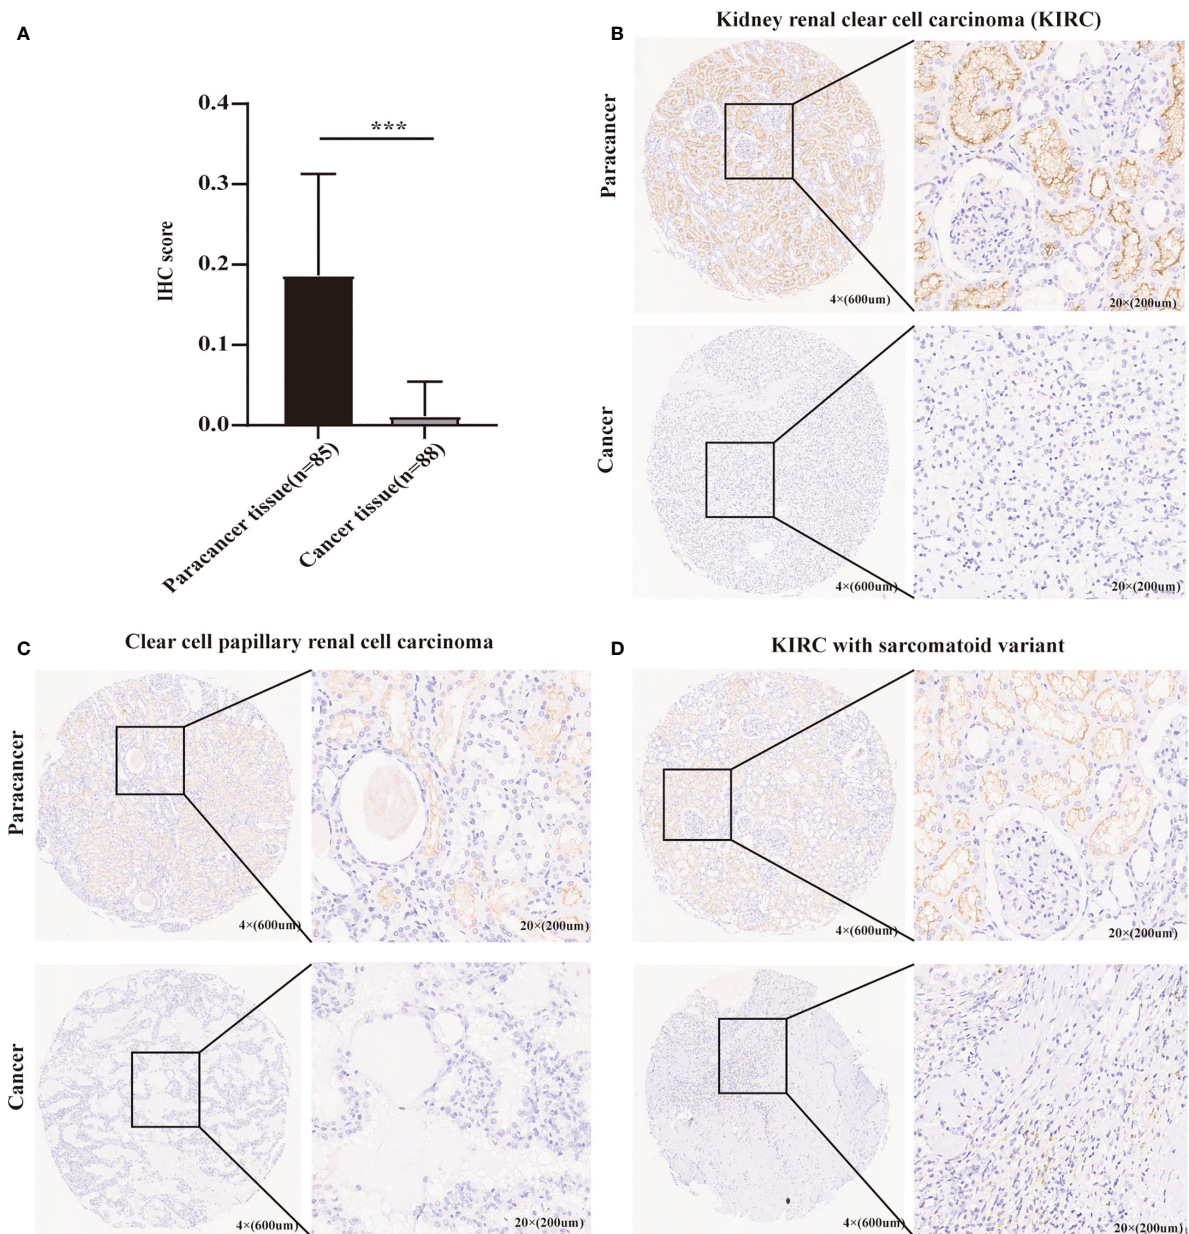 A
IHC score
0.4
0.3
0.2
0.1
0.0
***
Paracancer tissue(n=85)
Cancer tissue(n=88)
B
Kidney renal clear cell carcinoma (KIRC)
Paracancer
4×(600um)
20×(200um)
Cancer
4×(600um)
20×(200um)
C
Clear cell papillary renal cell carcinoma
Paracancer
4×(600um)
20×(200um)
Cancer
4×(600um)
20×(200um)
D
KIRC with sarcomatoid variant
4×(600um)
20×(200um)
4×(600um)
20×(200um)